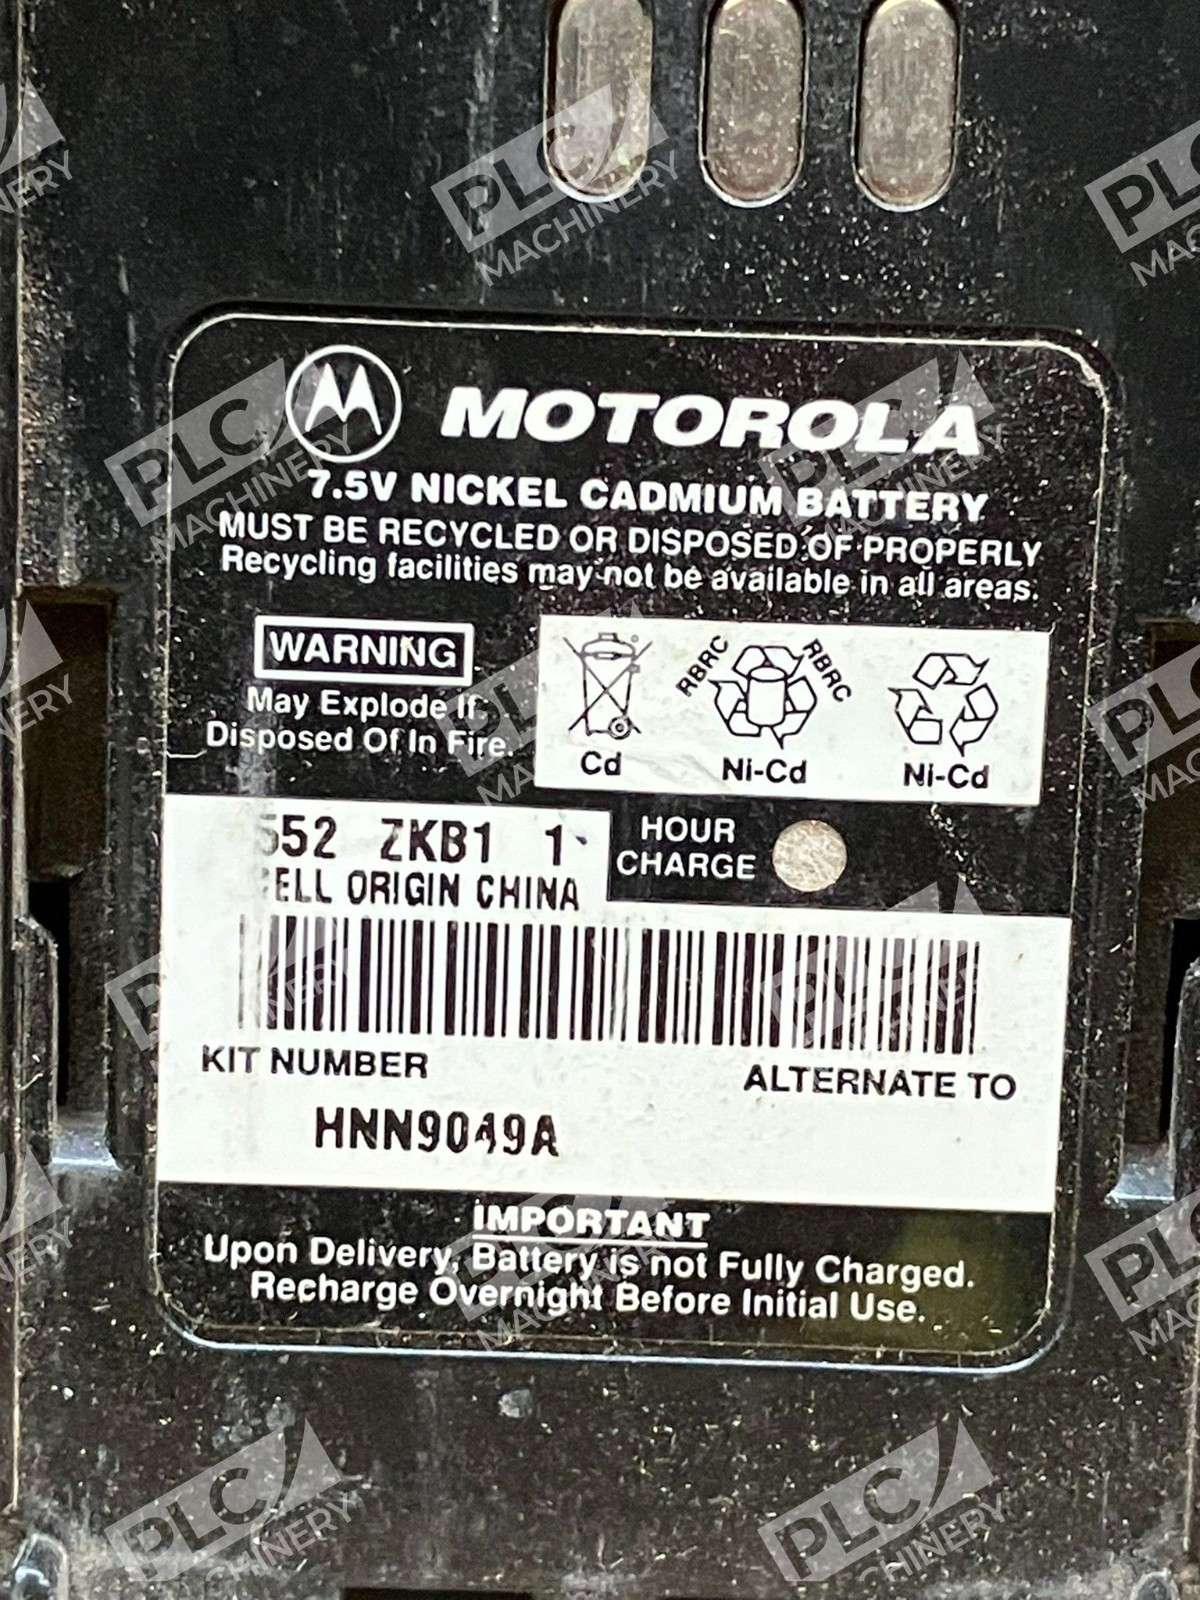 MOTOROLA
7.5V NICKEL CADMIUM BATTERY
MUST BE RECYCLED OR DISPOSED OF PROPERLY
Recycling facilities may not be available in all areas.
WARNING
May Explode If
Disposed Of In Fire.
RBRC RBRC
Cd Ni-Cd Ni-Cd
552 ZKB1 1
HOUR
CHARGE
ELL ORIGIN CHINA
KIT NUMBER
ALTERNATE TO
HNN9049A
IMPORTANT
Upon Delivery, Battery is not Fully Charged.
Recharge Overnight Before Initial Use.
PLC
MACHINERY